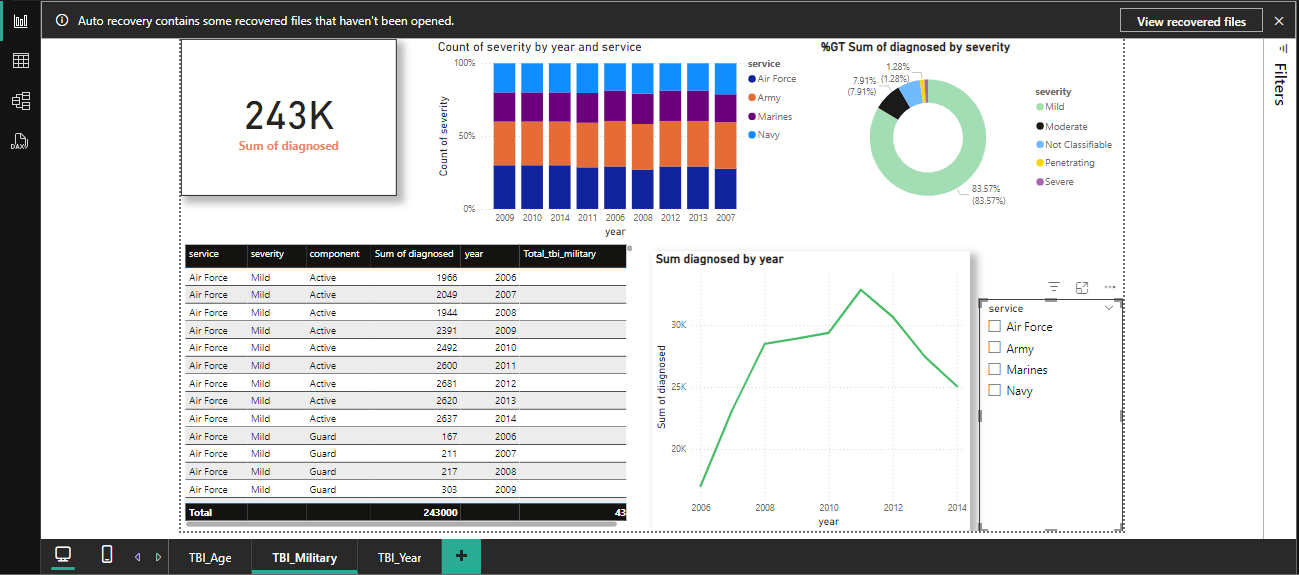 Auto recovery contains some recovered files that haven't been opened.
View recovered files
DAX
243K
Sum of diagnosed
Count of severity by year and service
Count of severity
100%
50%
0%
2009 2010 2014 2011 2006 2008 2012 2013 2007
year
service
Air Force
Army
Marines
Navy
%GT Sum of diagnosed by severity
1.28%
(1.28%)
7.91%
(7.91%)
83.57%
(83.57%)
severity
Mild
Moderate
Not Classifiable
Penetrating
Severe
Filters
service severity component Sum of diagnosed year Total_tbi_military
Air Force Mild Active 1966 2006
Air Force Mild Active 2049 2007
Air Force Mild Active 1944 2008
Air Force Mild Active 2391 2009
Air Force Mild Active 2492 2010
Air Force Mild Active 2600 2011
Air Force Mild Active 2681 2012
Air Force Mild Active 2620 2013
Air Force Mild Active 2637 2014
Air Force Mild Guard 167 2006
Air Force Mild Guard 211 2007
Air Force Mild Guard 217 2008
Air Force Mild Guard 303 2009
Total 243000 43
Sum diagnosed by year
Sum of diagnosed
30K
25K
20K
2006 2008 2010 2012 2014
year
service
Air Force
Army
Marines
Navy
TBI_Age TBI_Military TBI_Year